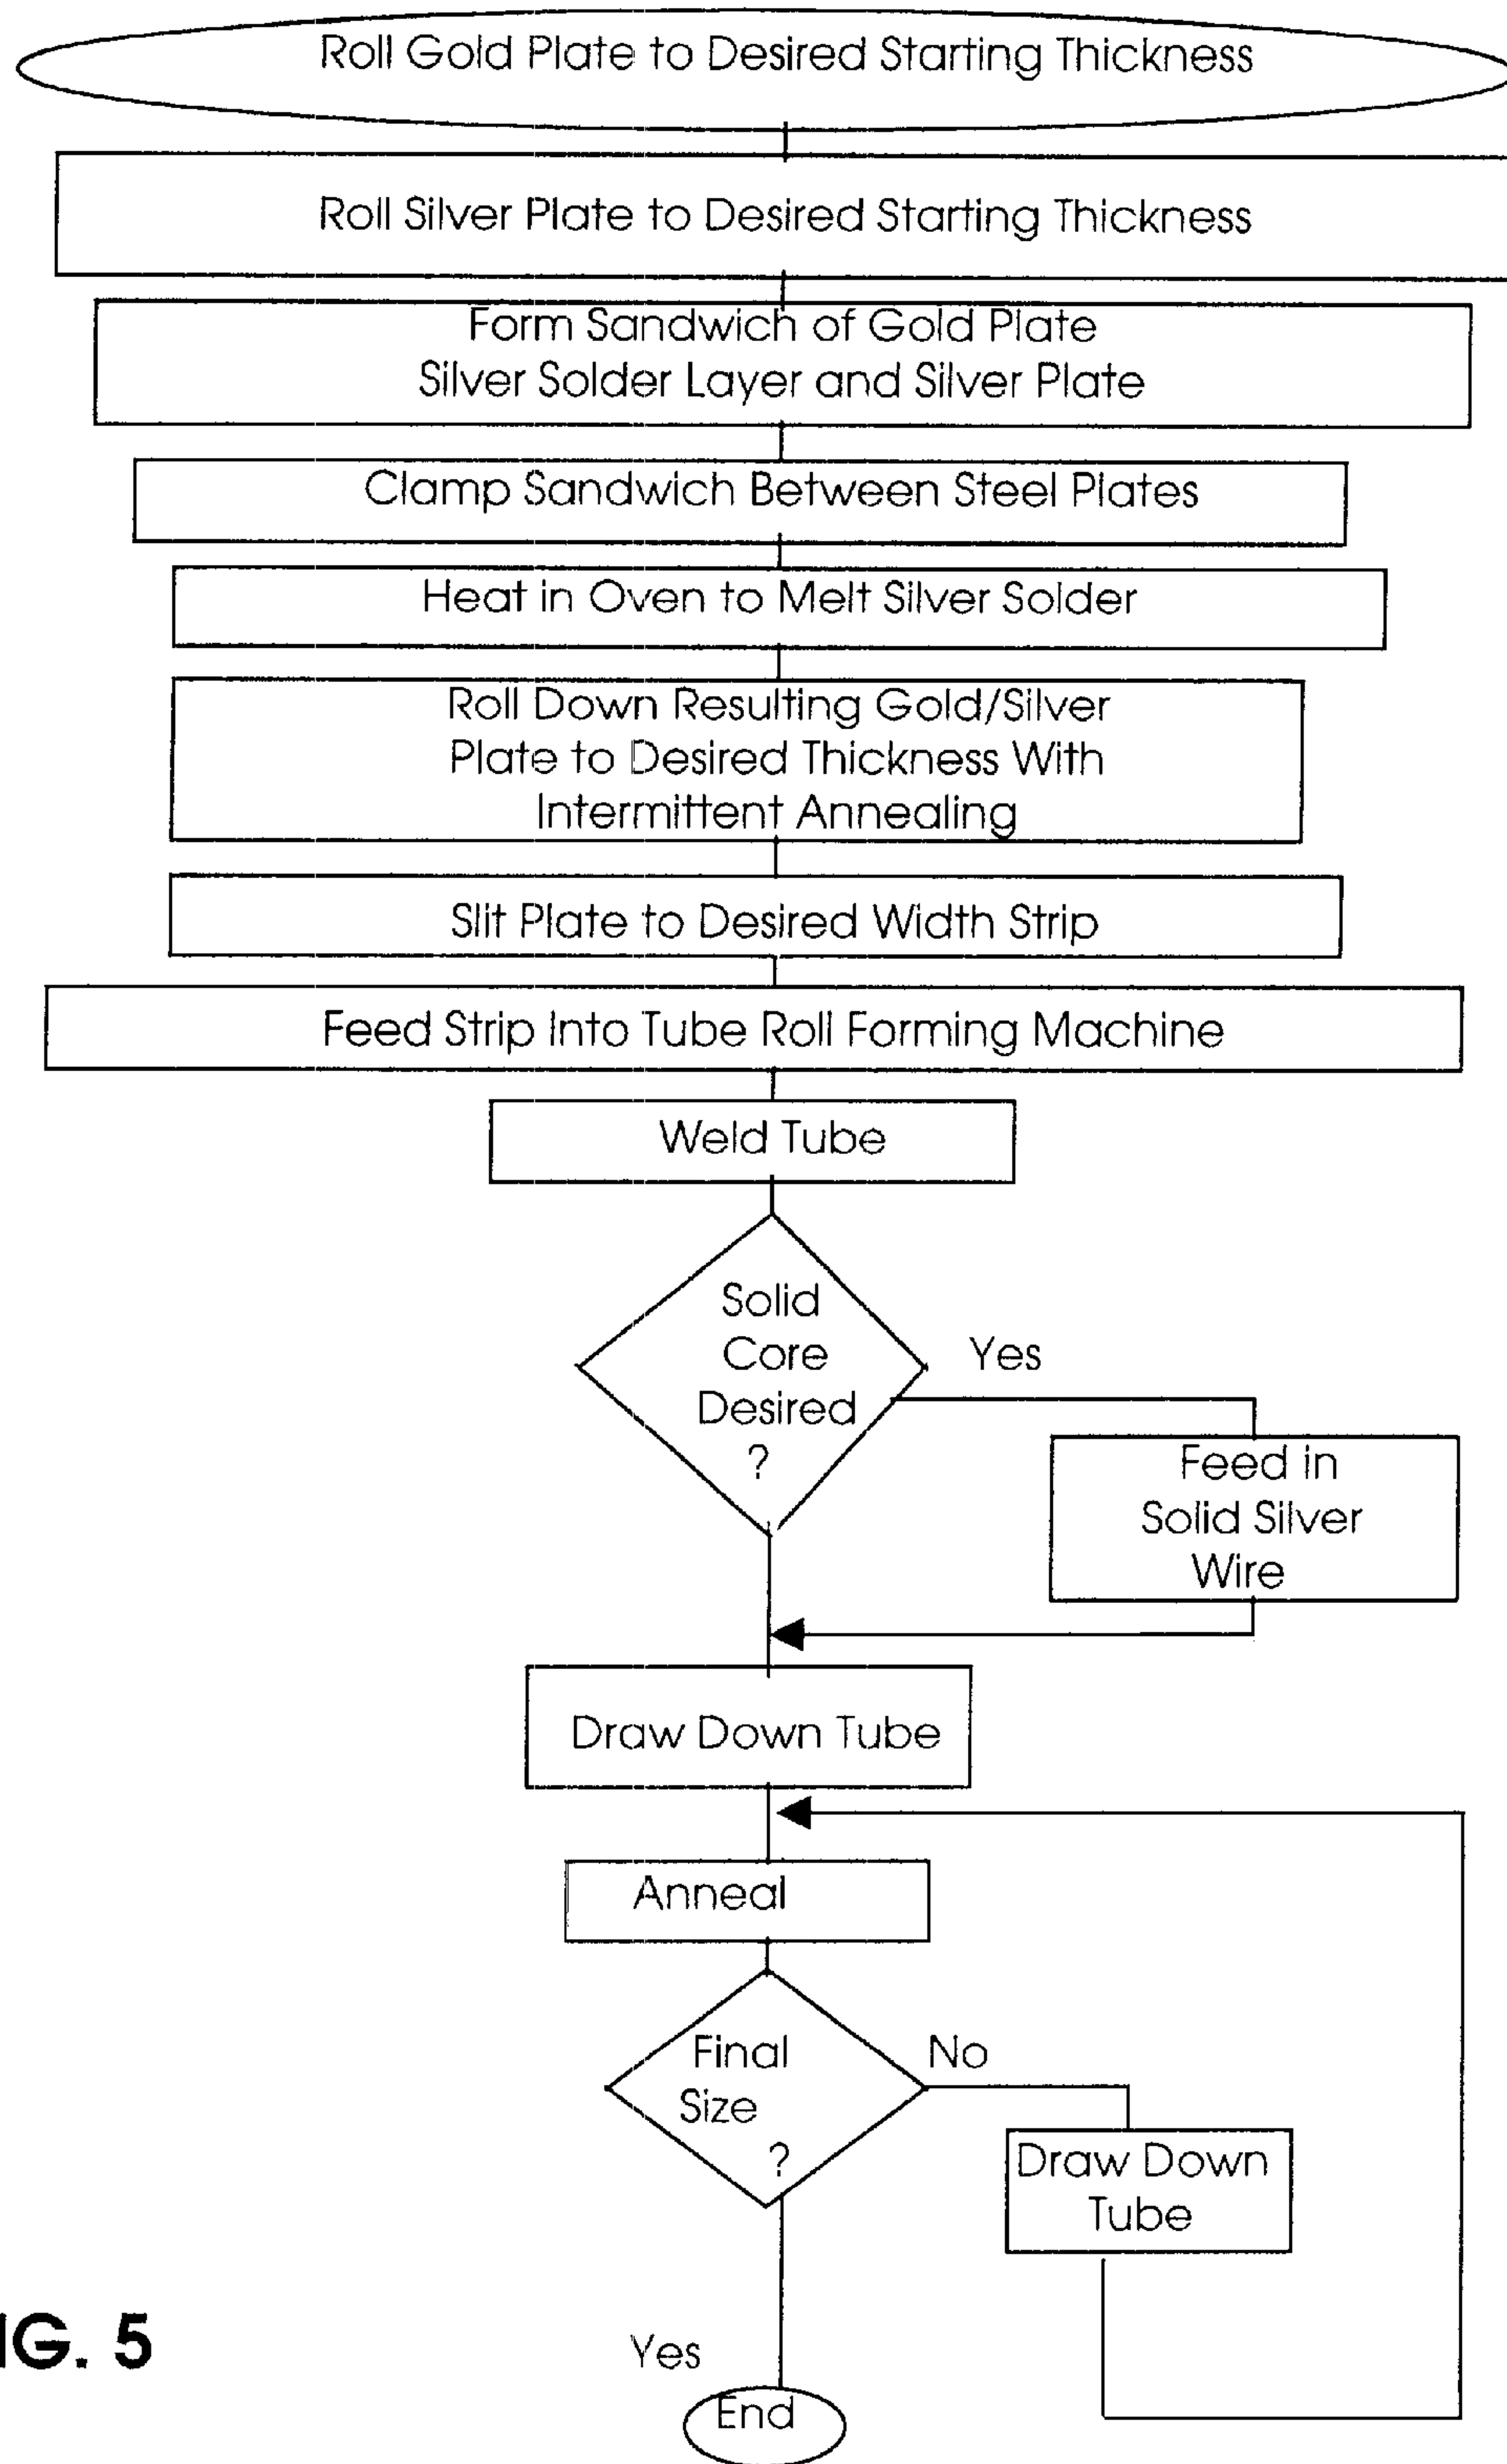 Roll Gold Plate to Desired Starting Thickness
Roll Silver Plate to Desired Starting Thickness
Form Sandwich of Gold Plate
Silver Solder Layer and Silver Plate
Clamp Sandwich Between Steel Plates
Heat in Oven to Melt Silver Solder
Roll Down Resulting Gold/Silver
Plate to Desired Thickness With
Intermittent Annealing
Slit Plate to Desired Width Strip
Feed Strip Into Tube Roll Forming Machine
Weld Tube
Solid
Core
Desired
?
Yes
Feed in
Solid Silver
Wire
Draw Down Tube
Anneal
Final
Size
?
No
Draw Down
Tube
Yes
End
IG. 5